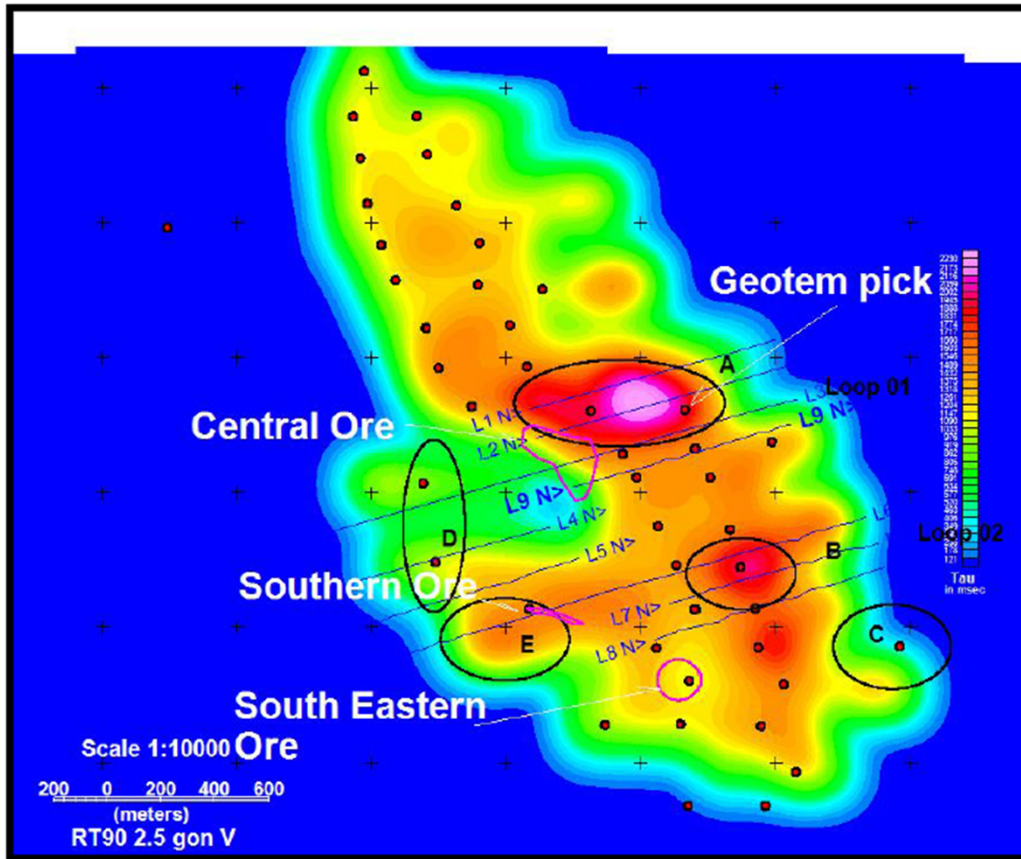 Geotem pick
A
Loop 01
L1 N>
L3
Central Ore
L2 N>
L9 N>
L9 N>
L4 N>
D
L5 N>
Loop 02
B
Tau
in msec
Southern Ore
L7 N>
C
E
L8 N>
South Eastern
Ore
Scale 1:10000
200 0 200 400 600
(meters)
RT90 2.5 gon V